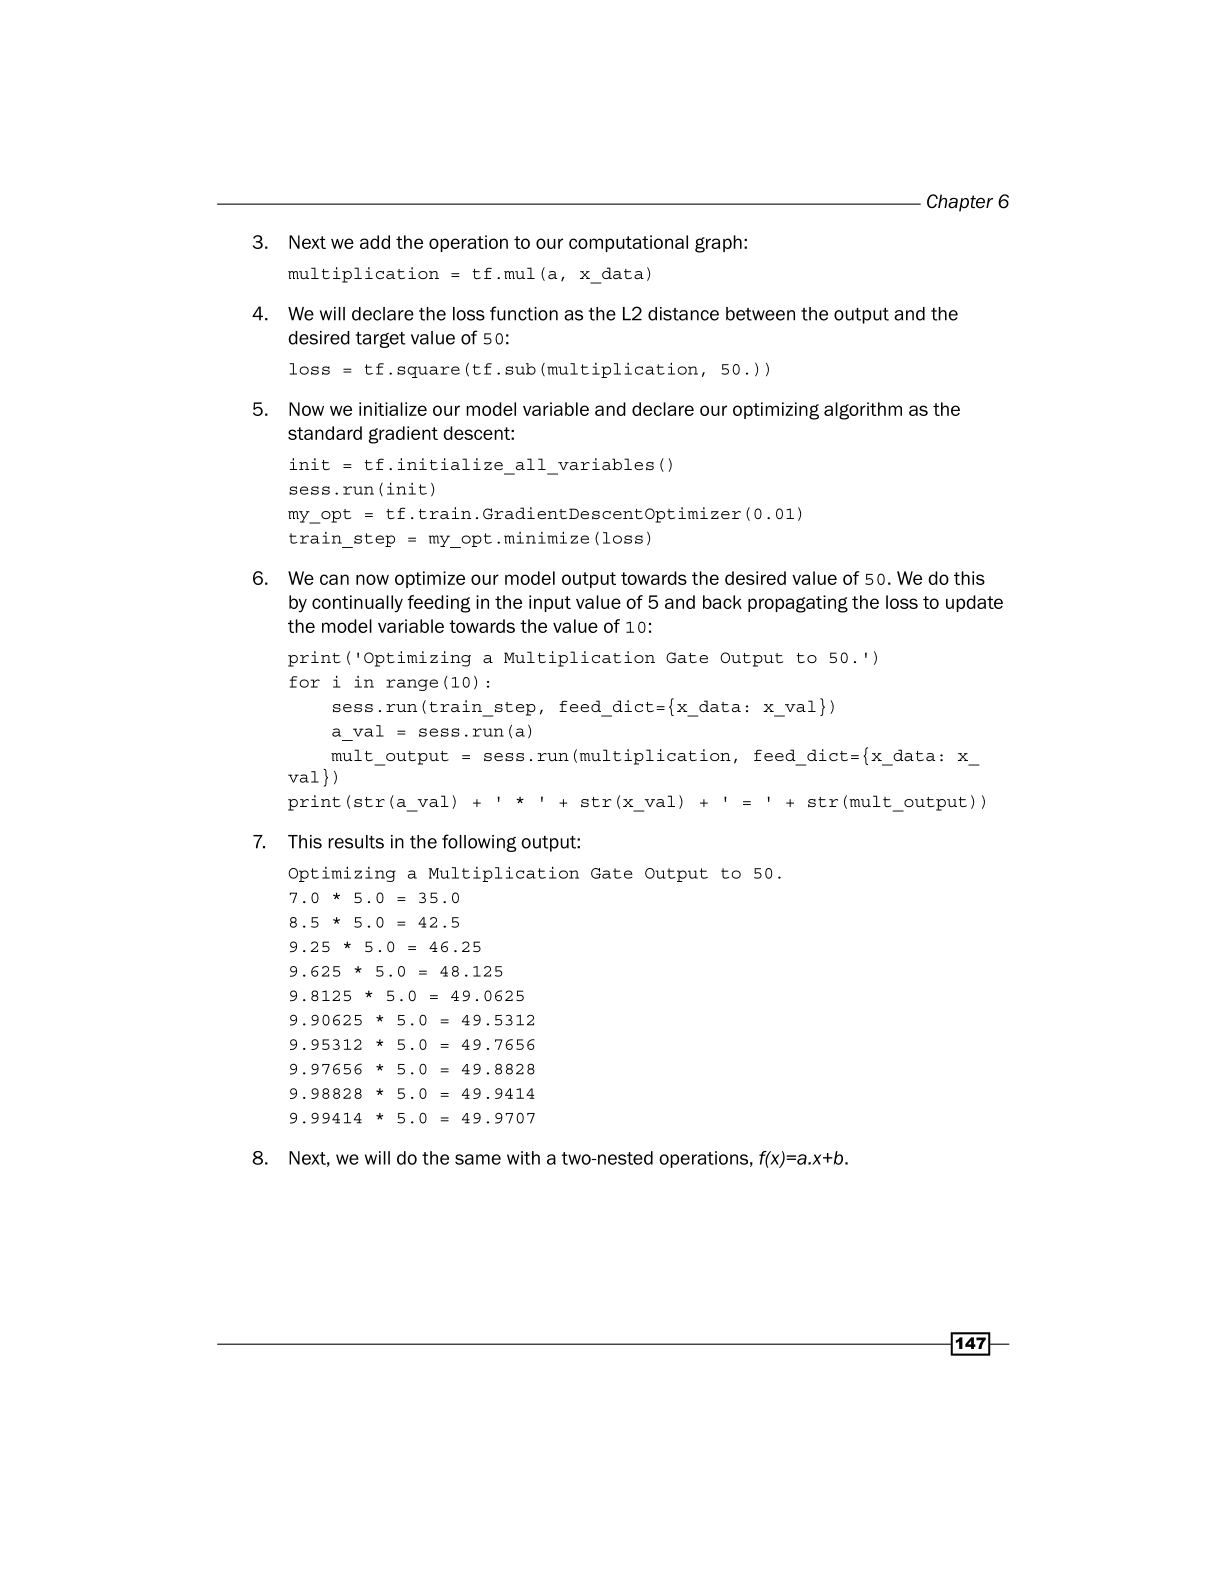 Chapter 6
3. Next we add the operation to our computational graph:
multiplication = tf.mul(a, x_data)
4. We will declare the loss function as the L2 distance between the output and the
desired target value of 50:
loss = tf.square(tf.sub(multiplication, 50.))
5. Now we initialize our model variable and declare our optimizing algorithm as the
standard gradient descent:
init = tf.initialize_all_variables()
sess.run(init)
my_opt = tf.train.GradientDescentOptimizer(0.01)
train_step = my_opt.minimize(loss)
6. We can now optimize our model output towards the desired value of 50. We do this
by continually feeding in the input value of 5 and back propagating the loss to update
the model variable towards the value of 10:
print('Optimizing a Multiplication Gate Output to 50.')
for i in range(10):
    sess.run(train_step, feed_dict={x_data: x_val})
    a_val = sess.run(a)
    mult_output = sess.run(multiplication, feed_dict={x_data: x_
val})
print(str(a_val) + ' * ' + str(x_val) + ' = ' + str(mult_output))
7. This results in the following output:
Optimizing a Multiplication Gate Output to 50.
7.0 * 5.0 = 35.0
8.5 * 5.0 = 42.5
9.25 * 5.0 = 46.25
9.625 * 5.0 = 48.125
9.8125 * 5.0 = 49.0625
9.90625 * 5.0 = 49.5312
9.95312 * 5.0 = 49.7656
9.97656 * 5.0 = 49.8828
9.98828 * 5.0 = 49.9414
9.99414 * 5.0 = 49.9707
8. Next, we will do the same with a two-nested operations, f(x)=a.x+b.
147